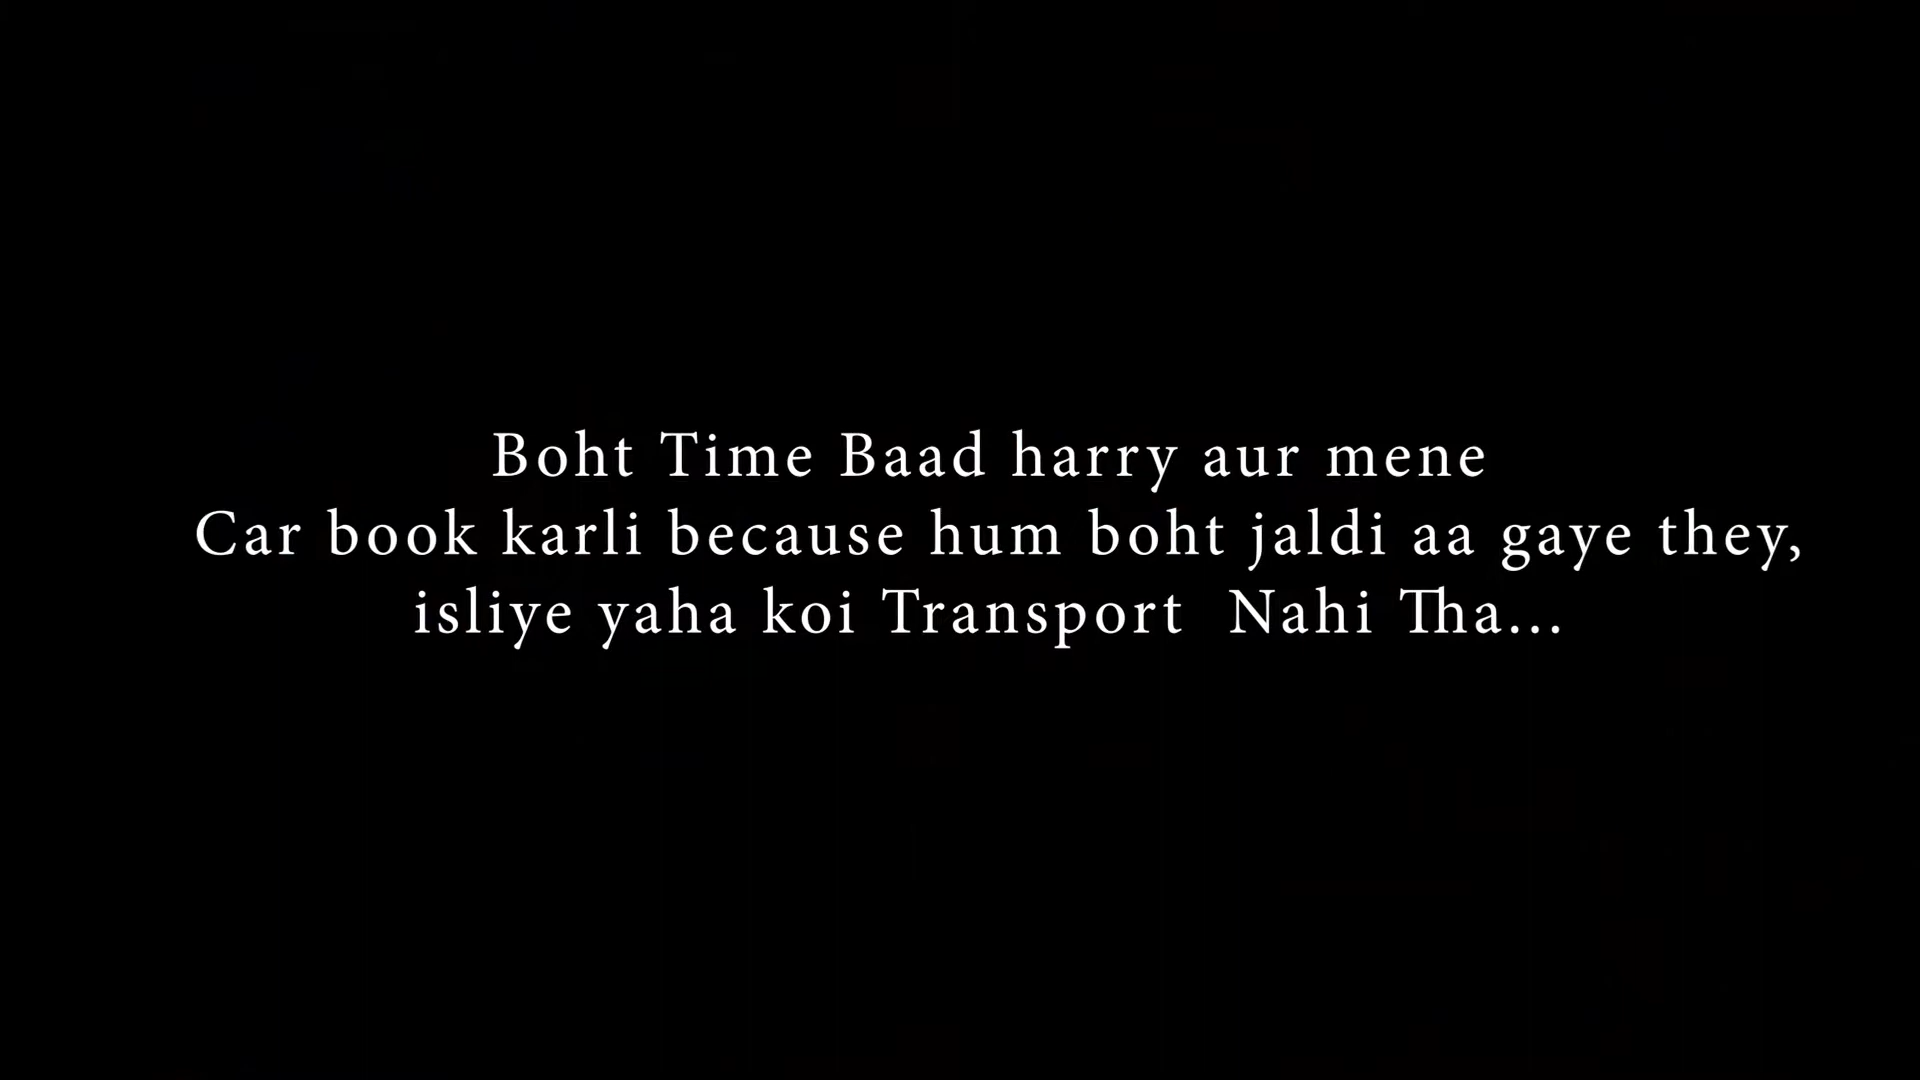 Boht Time Baad harry aur mene
Car book karli because hum boht jaldi aa gaye they,
isliye yaha koi Transport  Nahi Tha...